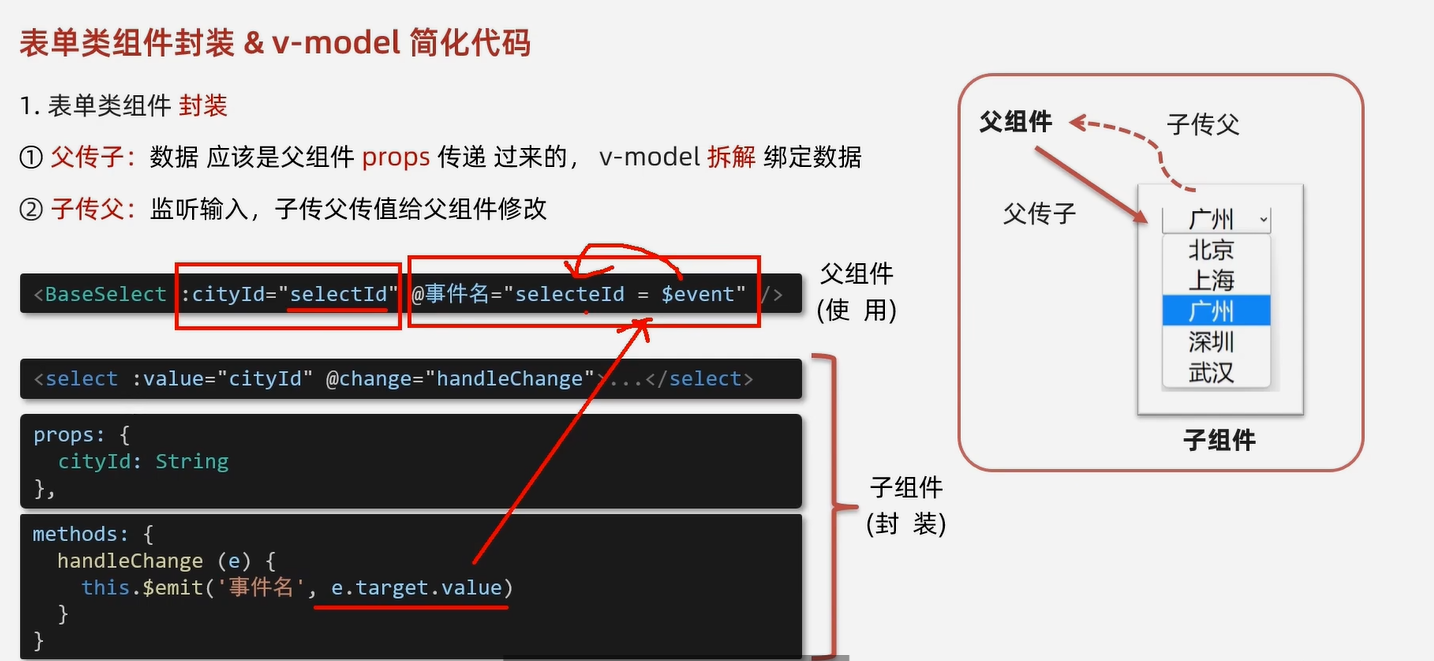 表单类组件封装 & v-model 简化代码
1. 表单类组件 封装
① 父传子：数据 应该是父组件 props 传递 过来的， v-model 拆解 绑定数据
② 子传父：监听输入，子传父传值给父组件修改
<BaseSelect :cityId="selectId" @事件名="selecteId = $event" />
父组件
(使 用)
<select :value="cityId" @change="handleChange">...</select>
props: {
cityId: String
},
methods: {
handleChange (e) {
this.$emit('事件名', e.target.value)
}
}
子组件
(封 装)
父组件
子传父
父传子
广州
北京
上海
广州
深圳
武汉
子组件